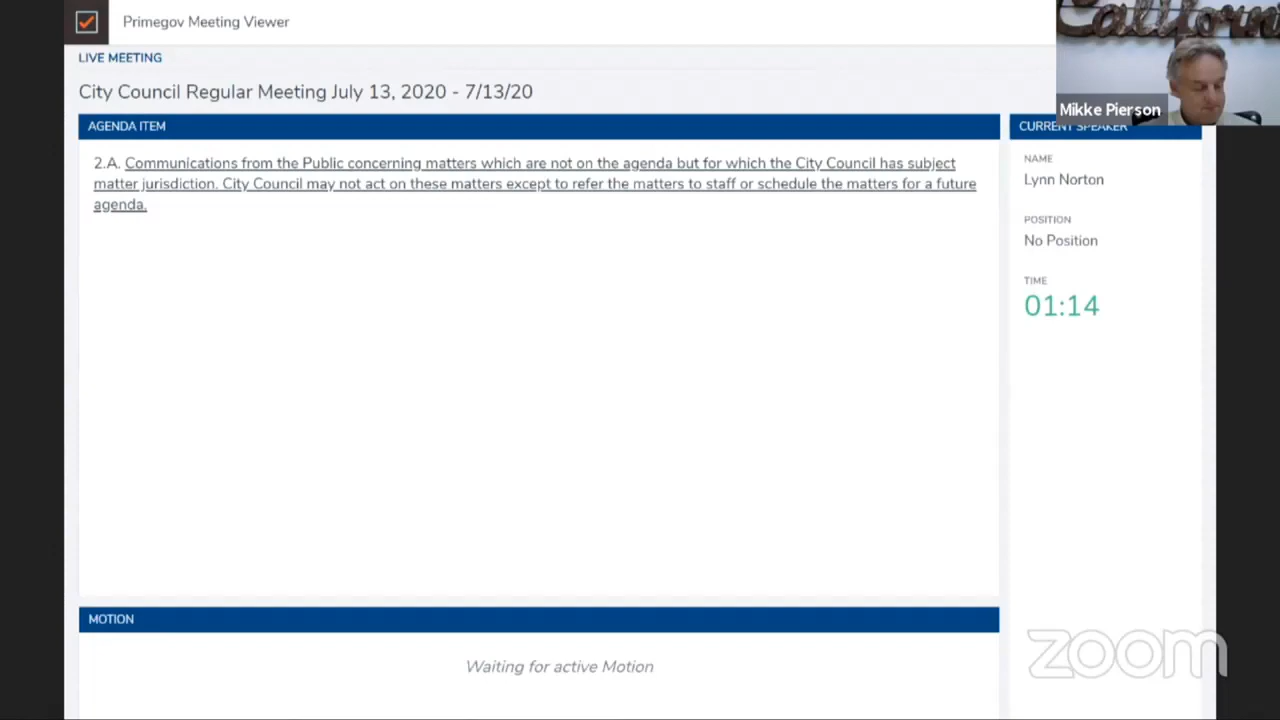 Primegov Meeting Viewer
LIVE MEETING
City Council Regular Meeting July 13, 2020 - 7/13/20
AGENDA ITEM
2.A. Communications from the Public concerning matters which are not on the agenda but for which the City Council has subject
matter jurisdiction. City Council may not act on these matters except to refer the matters to staff or schedule the matters for a future
agenda.
MOTION
Waiting for active Motion
Californ
Mikke Pierson
CURRENT SPEAKER
NAME
Lynn Norton
POSITION
No Position
TIME
01:14
zoom